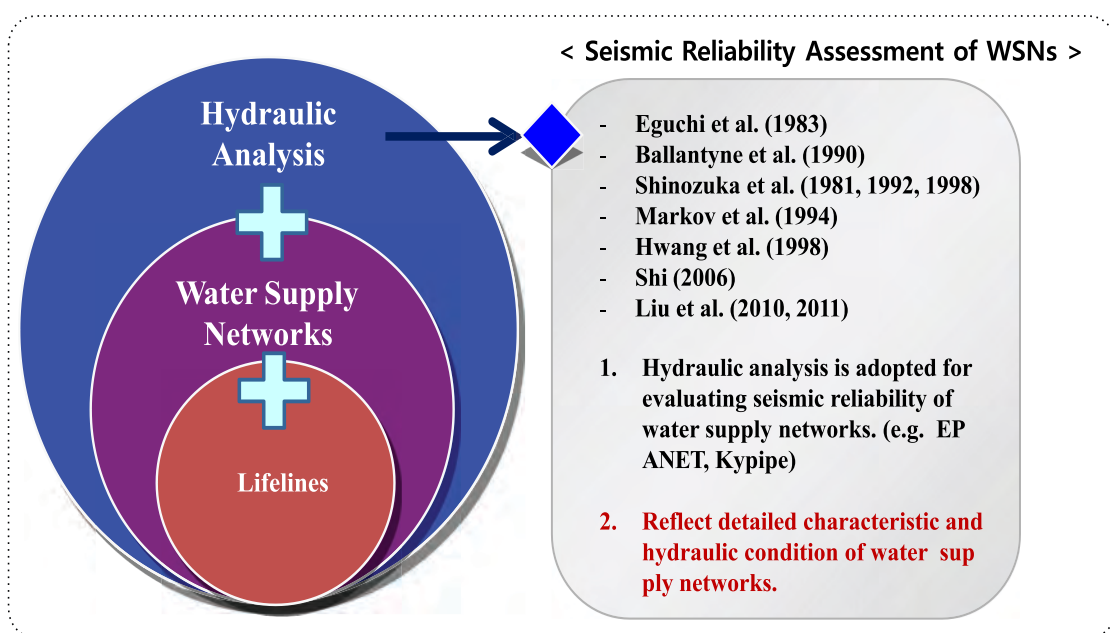 < Seismic Reliability Assessment of WSNs >
Hydraulic
Analysis
Water Supply
Networks
Lifelines
- Eguchi et al. (1983)
- Ballantyne et al. (1990)
- Shinozuka et al. (1981, 1992, 1998)
- Markov et al. (1994)
- Hwang et al. (1998)
- Shi (2006)
- Liu et al. (2010, 2011)
1. Hydraulic analysis is adopted for
evaluating seismic reliability of
water supply networks. (e.g. EP
ANET, Kypipe)
2. Reflect detailed characteristic and
hydraulic condition of water sup
ply networks.